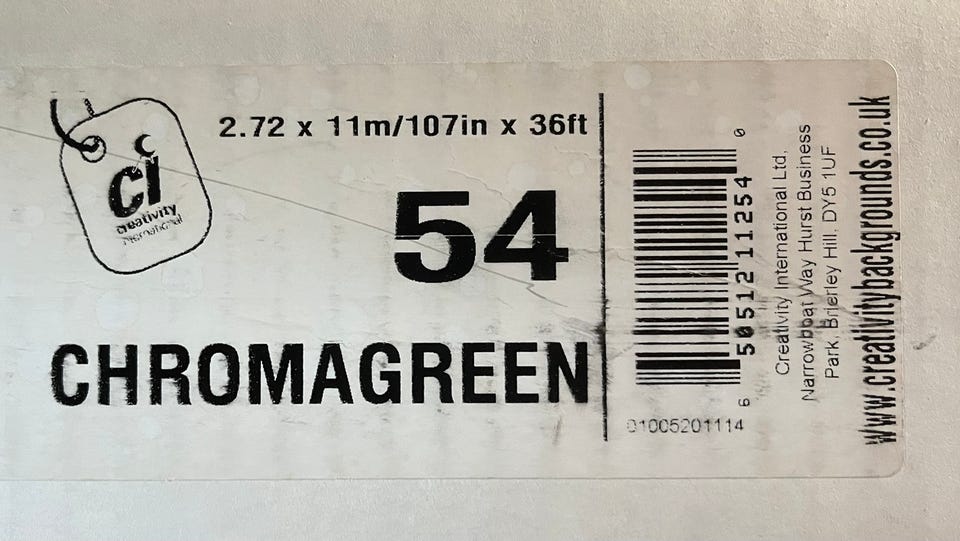 ci
creativity
international
2.72 x 11m/107in x 36ft
54
CHROMAGREEN
6 50512 11254 0
01005201114
Creativity International Ltd,
Narrowboat Way Hurst Business
Park, Brierley Hill, DY5 1UF
www.creativitybackgrounds.co.uk